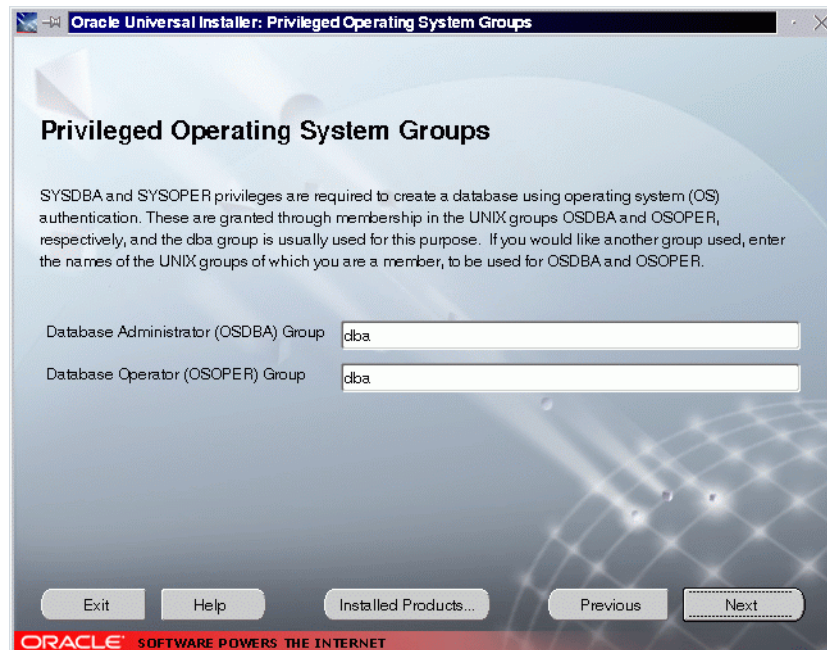 Oracle Universal Installer: Privileged Operating System Groups
Privileged Operating System Groups
SYSDBA and SYSOPER privileges are required to create a database using operating system (OS)
authentication. These are granted through membership in the UNIX groups OSDBA and OSOPER,
respectively, and the dba group is usually used for this purpose. If you would like another group used, enter
the names of the UNIX groups of which you are a member, to be used for OSDBA and OSOPER.
Database Administrator (OSDBA) Group
dba
Database Operator (OSOPER) Group
dba
Exit
Help
Installed Products...
Previous
Next
ORACLE SOFTWARE POWERS THE INTERNET